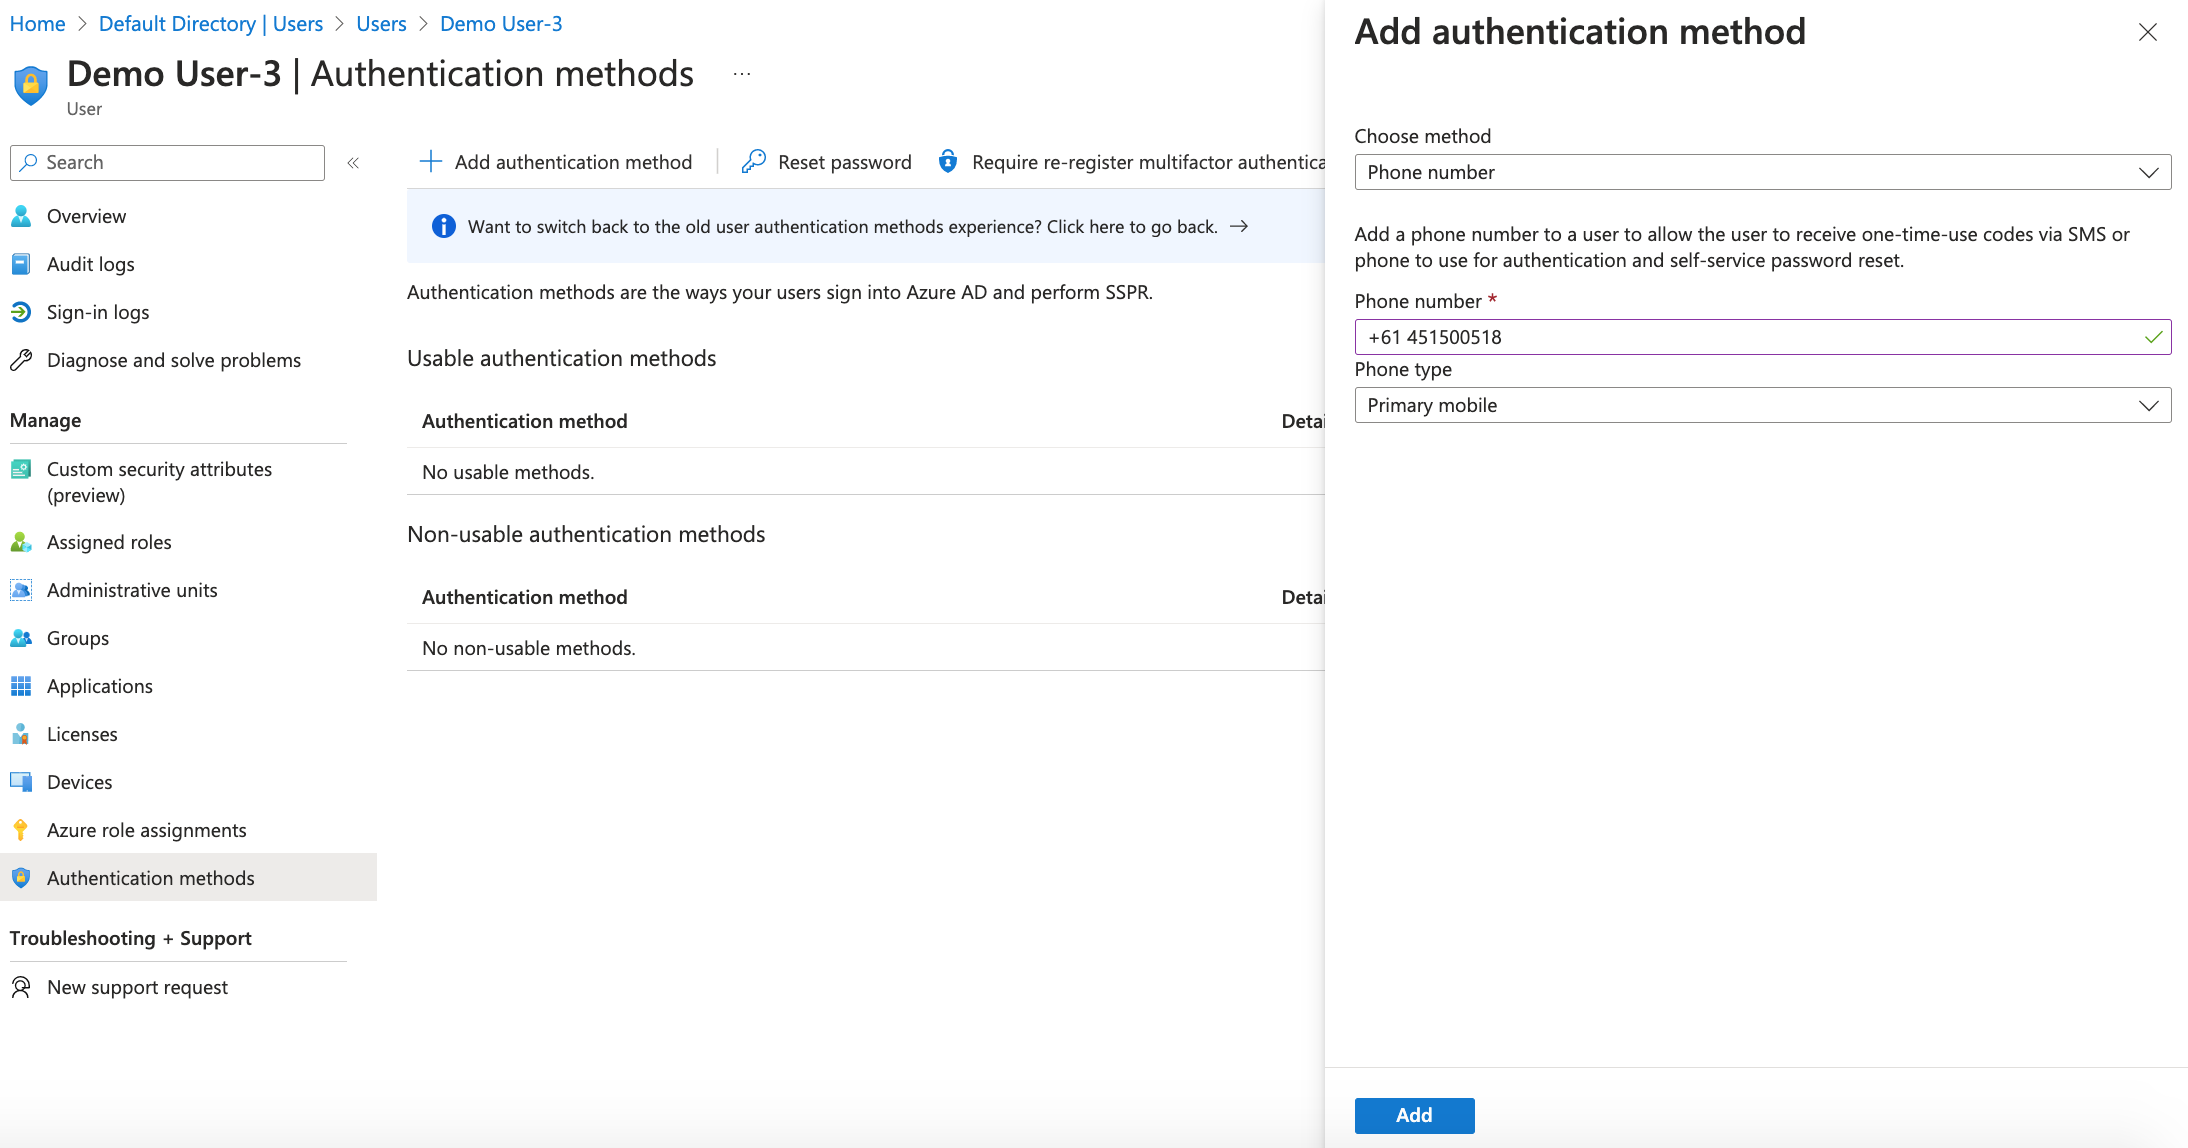 Home > Default Directory | Users > Users > Demo User-3
Demo User-3 | Authentication methods ...
User
Search «
Overview
Audit logs
Sign-in logs
Diagnose and solve problems
Manage
Custom security attributes
(preview)
Assigned roles
Administrative units
Groups
Applications
Licenses
Devices
Azure role assignments
Authentication methods
Troubleshooting + Support
New support request
+ Add authentication method | Reset password Require re-register multifactor authentica
Want to switch back to the old user authentication methods experience? Click here to go back. →
Authentication methods are the ways your users sign into Azure AD and perform SSPR.
Usable authentication methods
Authentication method Detai
No usable methods.
Non-usable authentication methods
Authentication method Detai
No non-usable methods.
Add authentication method
Choose method
Phone number
Add a phone number to a user to allow the user to receive one-time-use codes via SMS or
phone to use for authentication and self-service password reset.
Phone number *
+61 451500518
Phone type
Primary mobile
Add